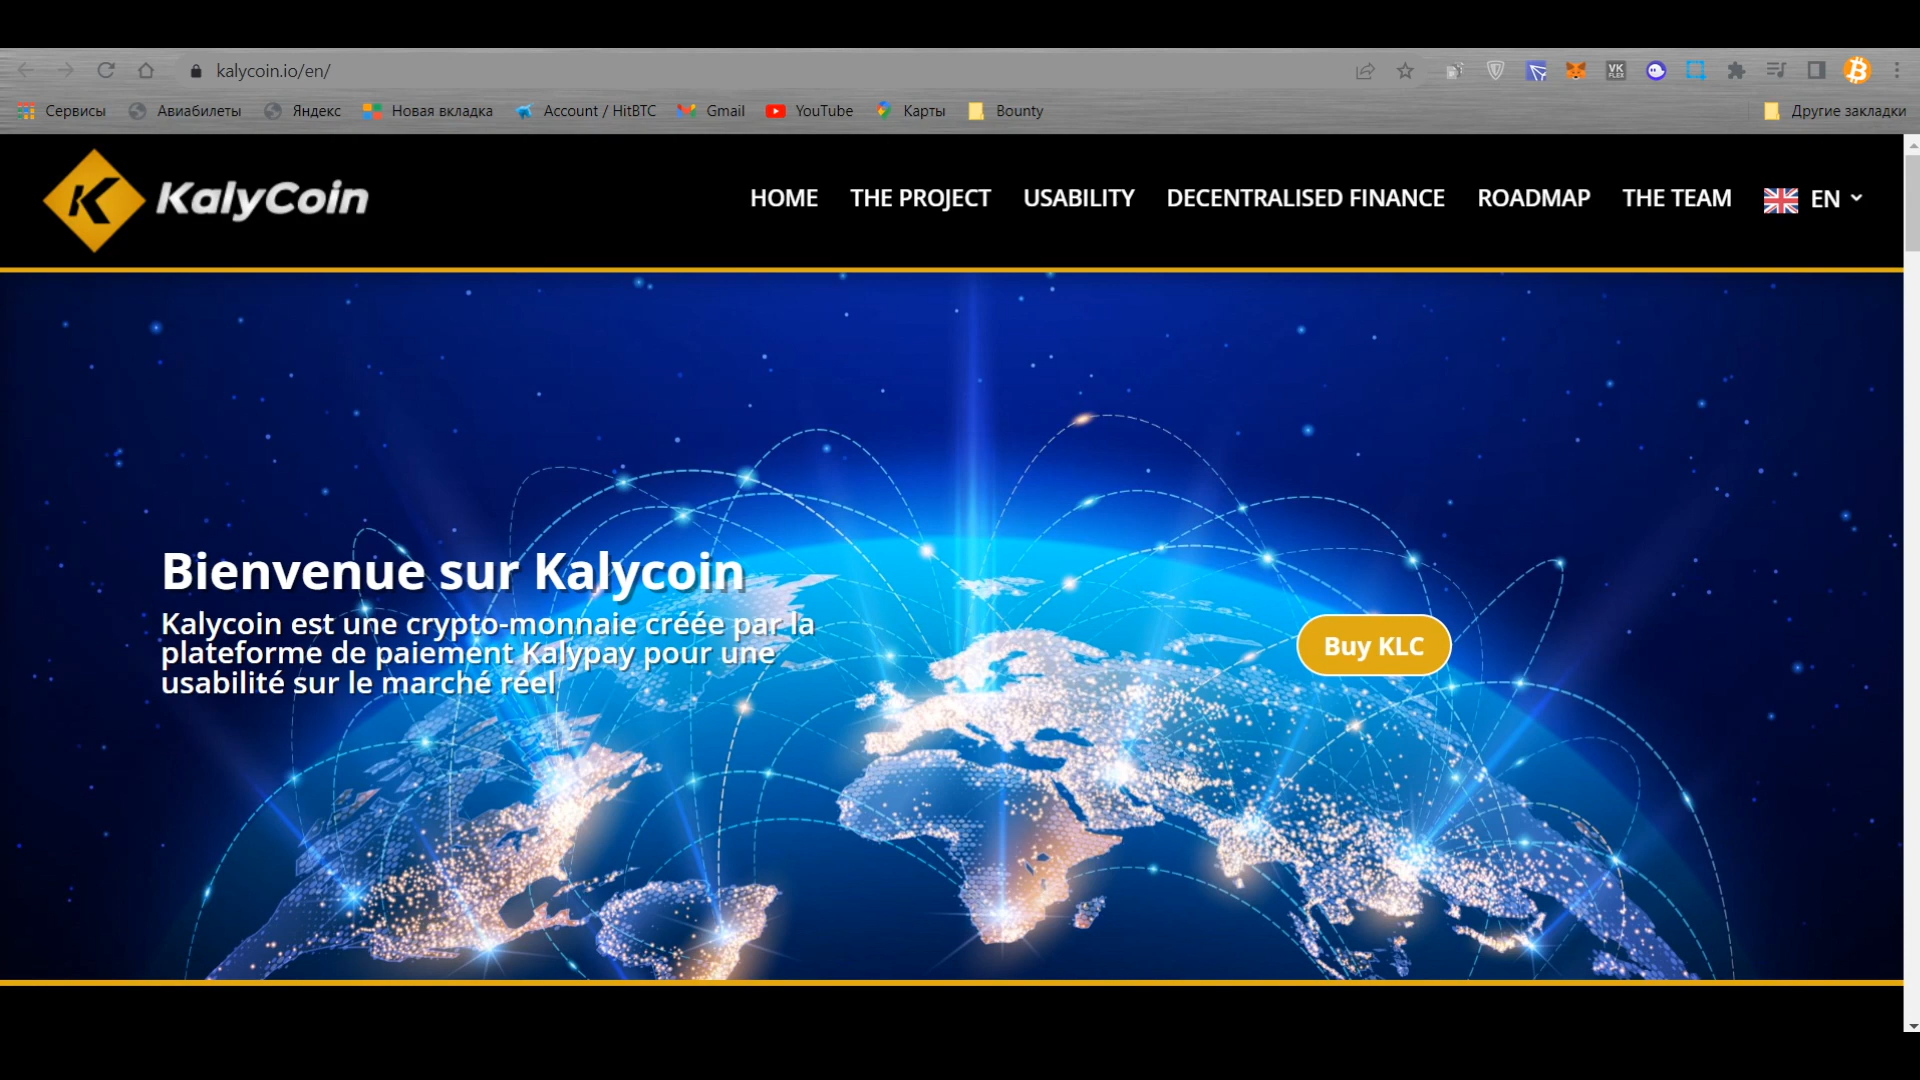 kalycoin.io/en/
VK
FLEX
Сервисы
Авиабилеты
Яндекс
Новая вкладка
Account / HitBTC
Gmail
YouTube
Карты
Bounty
Другие закладки
K
KalyCoin
HOME
THE PROJECT
USABILITY
DECENTRALISED FINANCE
ROADMAP
THE TEAM
EN
Bienvenue sur Kalycoin
Kalycoin est une crypto-monnaie créée par la
plateforme de paiement Kalypay pour une
usabilité sur le marché réel
Buy KLC